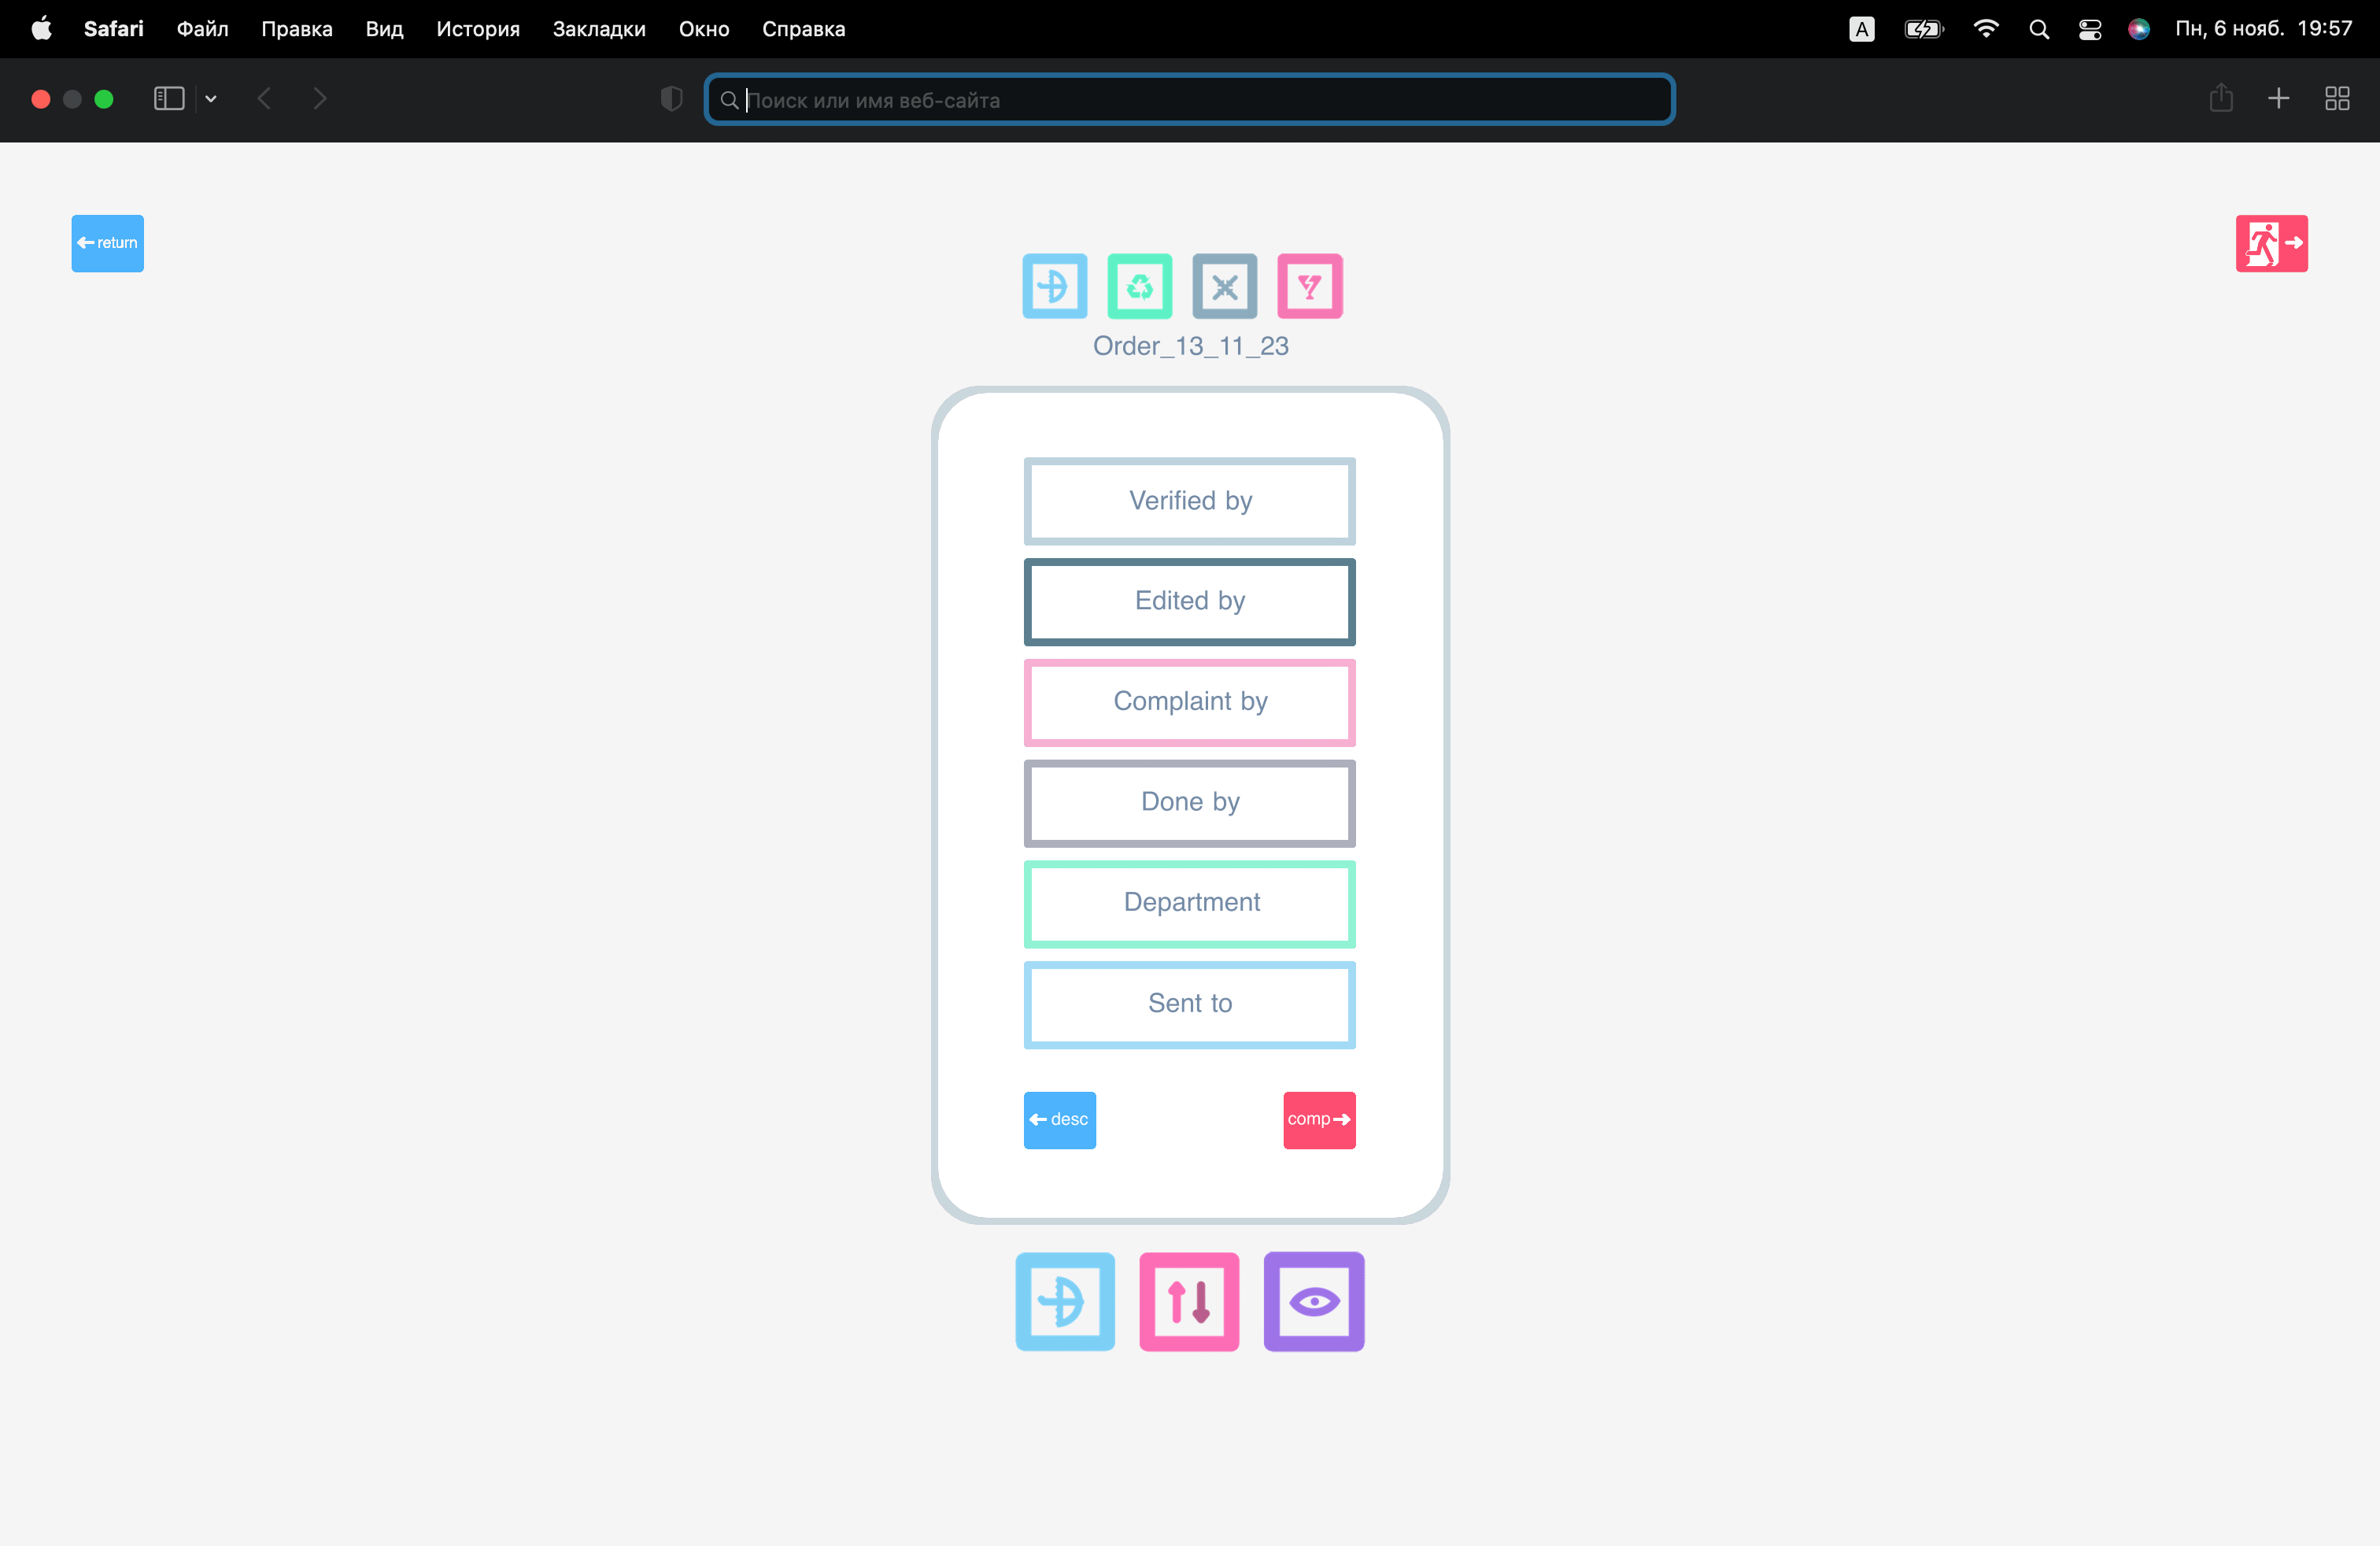 Safari Файл Правка Вид История Закладки Окно Справка A Пн, 6 нояб. 19:57
Поиск или имя веб-сайта
return
Order_13_11_23
Verified by
Edited by
Complaint by
Done by
Department
Sent to
desc comp